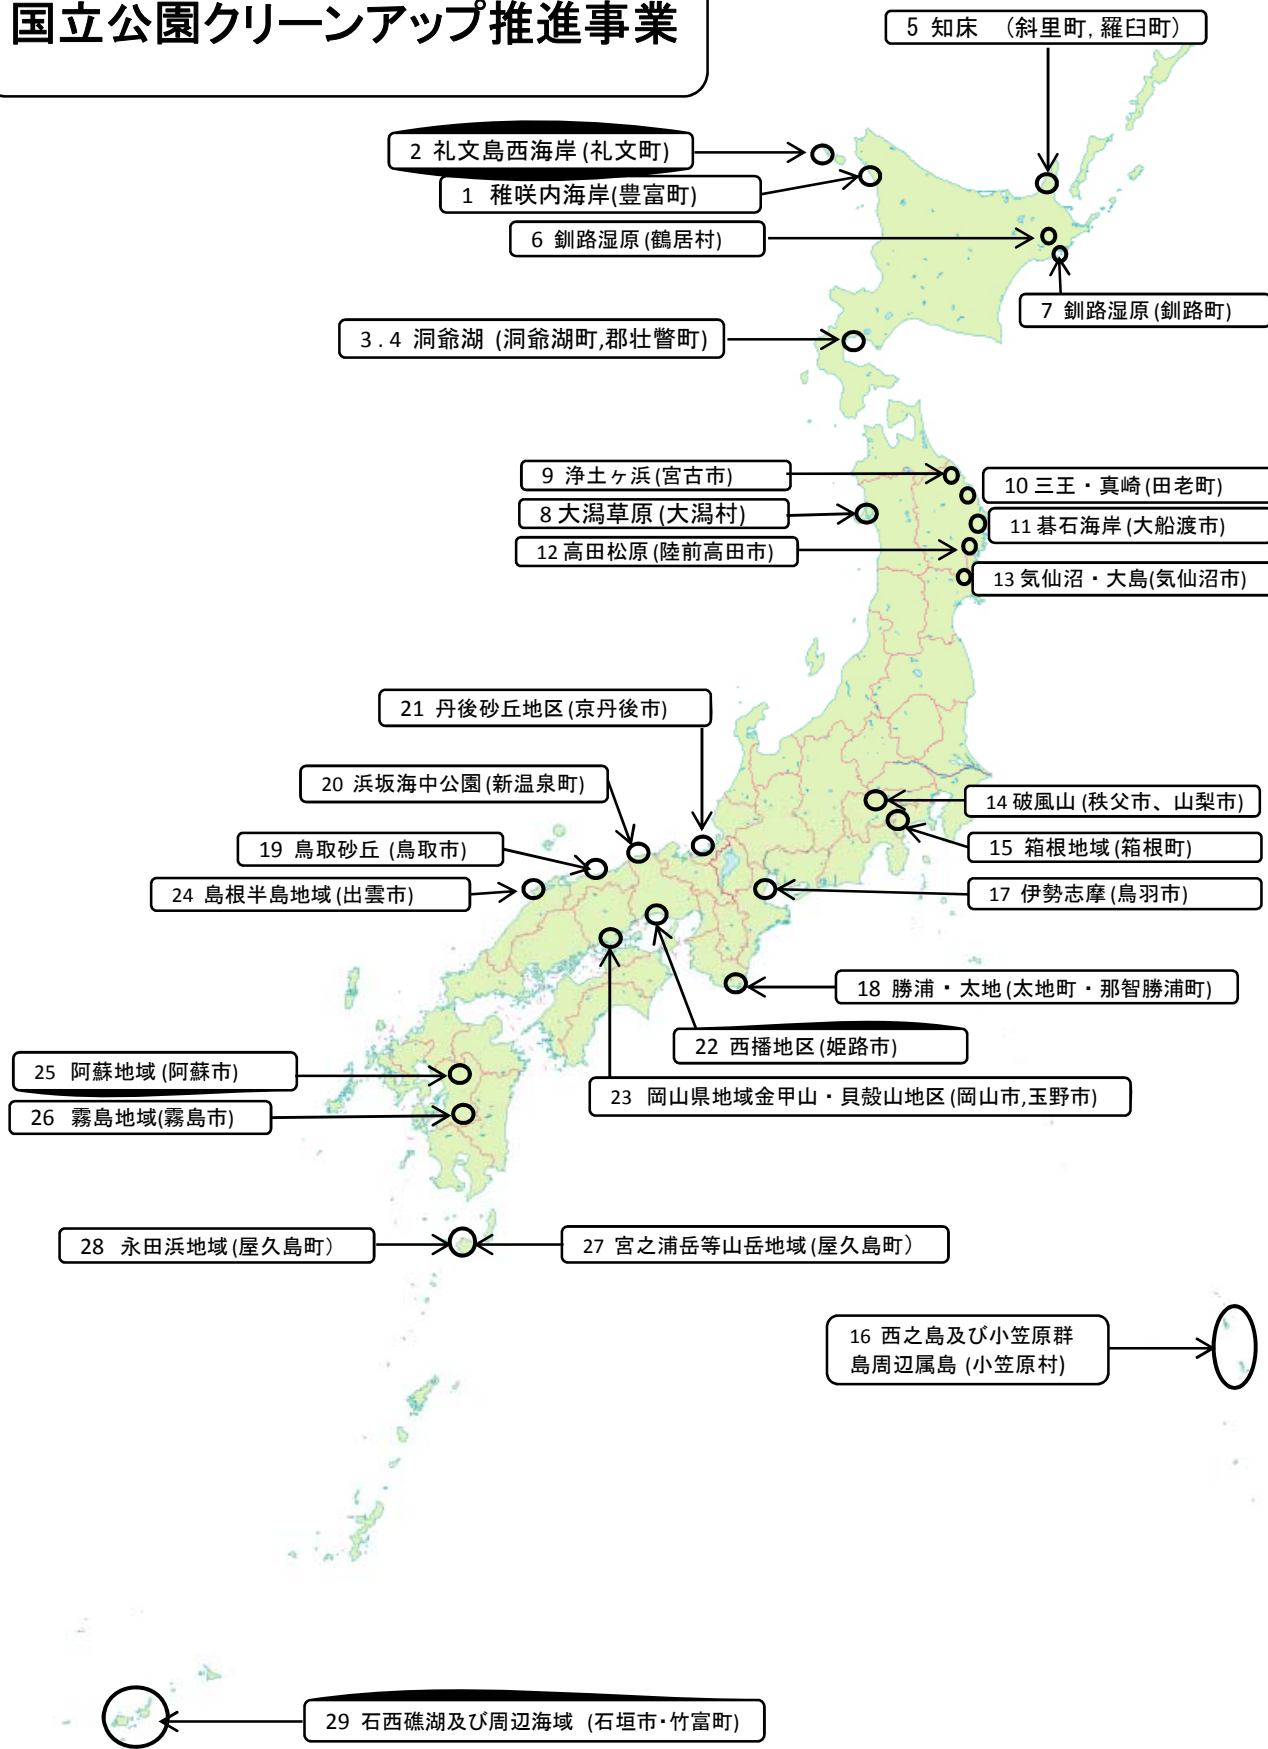 国立公園クリーンアップ推進事業
5 知床 （斜里町, 羅臼町）
2 礼文島西海岸 (礼文町)
1 稚咲内海岸(豊富町)
6 釧路湿原 (鶴居村)
7 釧路湿原 (釧路町)
3 . 4 洞爺湖 (洞爺湖町,郡壮瞥町)
9 浄土ヶ浜 (宮古市)
10 三王・真崎 (田老町)
8 大潟草原 (大潟村)
11 碁石海岸 (大船渡市)
12 高田松原 (陸前高田市)
13 気仙沼・大島(気仙沼市)
21 丹後砂丘地区 (京丹後市)
20 浜坂海中公園 (新温泉町)
14 破風山 (秩父市、山梨市)
19 鳥取砂丘 (鳥取市)
15 箱根地域 (箱根町)
24 島根半島地域 (出雲市)
17 伊勢志摩 (鳥羽市)
18 勝浦・太地 (太地町・那智勝浦町)
22 西播地区 (姫路市)
25 阿蘇地域 (阿蘇市)
23 岡山県地域金甲山・貝殻山地区 (岡山市,玉野市)
26 霧島地域(霧島市)
28 永田浜地域 (屋久島町）
27 宮之浦岳等山岳地域 (屋久島町）
16 西之島及び小笠原群
島周辺属島 (小笠原村)
29 石西礁湖及び周辺海域 (石垣市・竹富町)